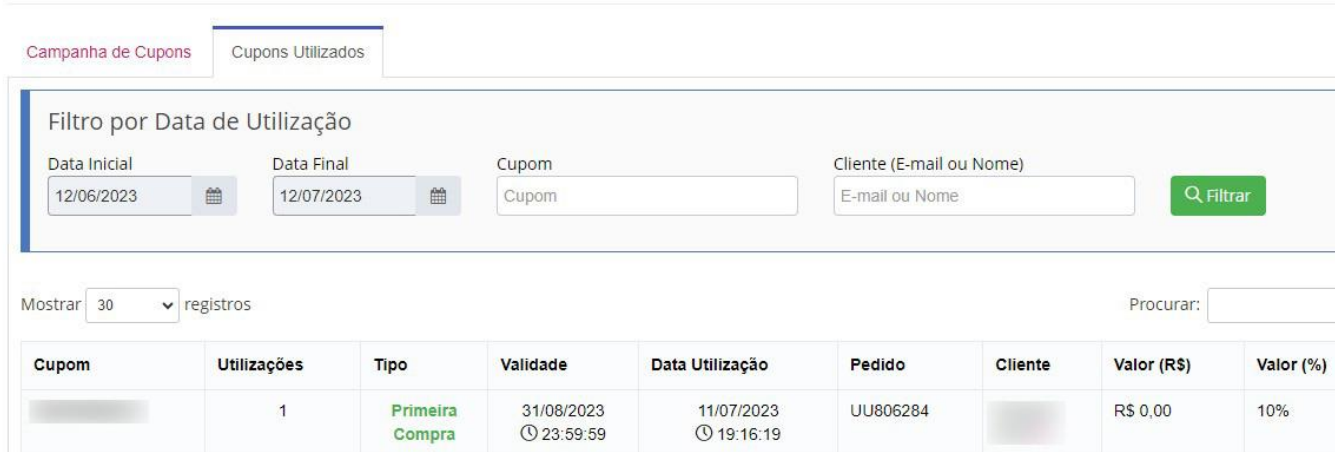 Campanha de Cupons Cupons Utilizados
Filtro por Data de Utilização
Data Inicial Data Final Cupom Cliente (E-mail ou Nome)
12/06/2023 12/07/2023 Cupom E-mail ou Nome Filtrar
Mostrar 30 registros Procurar:
Cupom Utilizações Tipo Validade Data Utilização Pedido Cliente Valor (R$) Valor (%)
1 Primeira 31/08/2023 11/07/2023 UU806284 R$ 0,00 10%
Compra 23:59:59 19:16:19